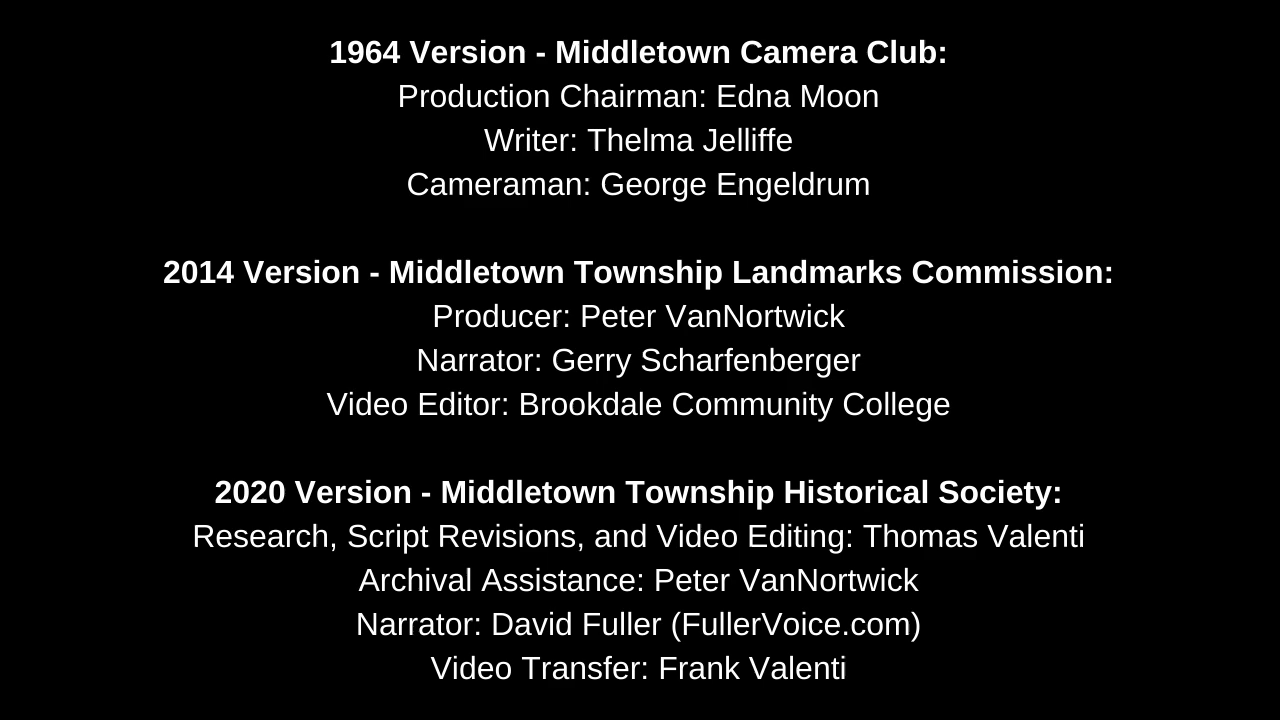 1964 Version - Middletown Camera Club:
Production Chairman: Edna Moon
Writer: Thelma Jelliffe
Cameraman: George Engeldrum
2014 Version - Middletown Township Landmarks Commission:
Producer: Peter VanNortwick
Narrator: Gerry Scharfenberger
Video Editor: Brookdale Community College
2020 Version - Middletown Township Historical Society:
Research, Script Revisions, and Video Editing: Thomas Valenti
Archival Assistance: Peter VanNortwick
Narrator: David Fuller (FullerVoice.com)
Video Transfer: Frank Valenti